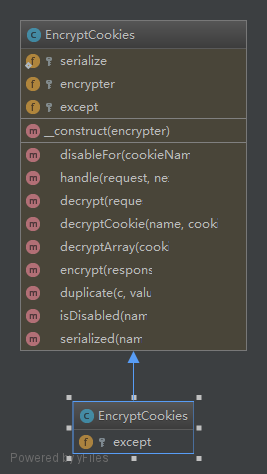 EncryptCookies
serialize
encrypter
except
__construct(encrypter)
disableFor(cookieNam
handle(request, ne
decrypt(reque
decryptCookie(name, cook
decryptArray(cook
encrypt(respons
duplicate(c, valu
isDisabled(nam
serialized(nam
EncryptCookies
except
Powered by yFiles